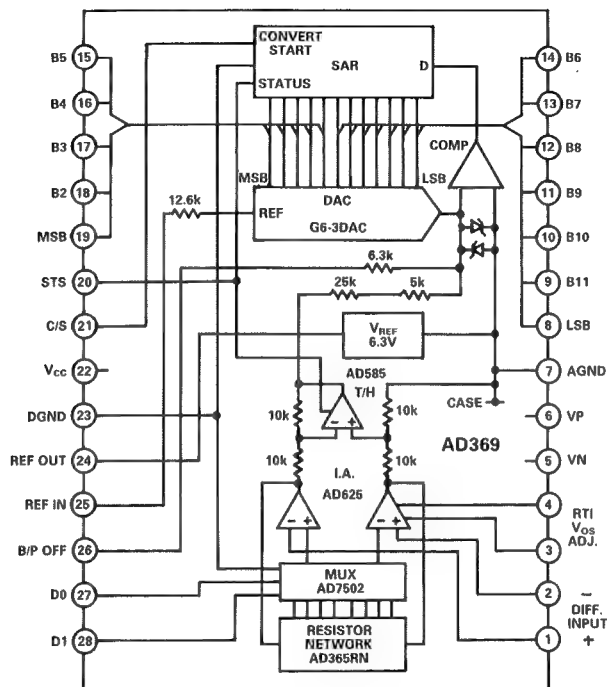 CONVERT
START
SAR
D
STATUS
B5 15
B4 16
B3 17
B2 18
MSB 19
STS 20
C/S 21
VCC 22
DGND 23
REF OUT 24
REF IN 25
B/P OFF 26
D0 27
D1 28
14 B6
13 B7
12 B8
11 B9
10 B10
9 B11
8 LSB
7 AGND
6 VP
5 VN
4
3
RTI
VOS
ADJ.
2 −
DIFF.
INPUT
1 +
COMP
MSB
LSB
12.6k
REF
DAC
G6-3DAC
6.3k
25k
5k
VREF
6.3V
AD585
T/H
CASE
10k
10k
− +
AD369
10k
10k
I.A.
AD625
− +
− +
MUX
AD7502
RESISTOR
NETWORK
AD365RN